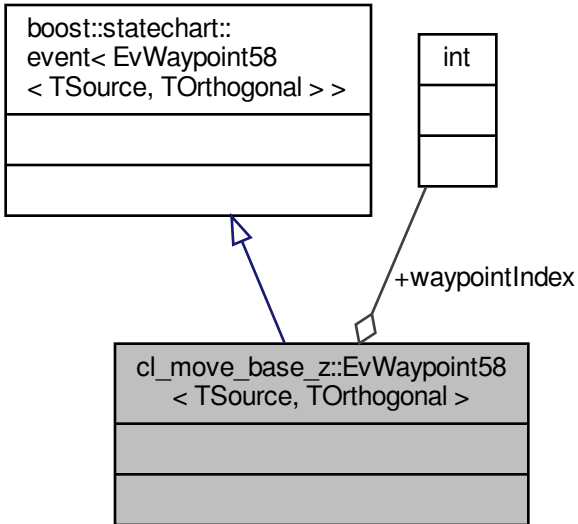 boost::statechart::
event< EvWaypoint58
< TSource, TOrthogonal > >
int
+waypointIndex
cl_move_base_z::EvWaypoint58
< TSource, TOrthogonal >